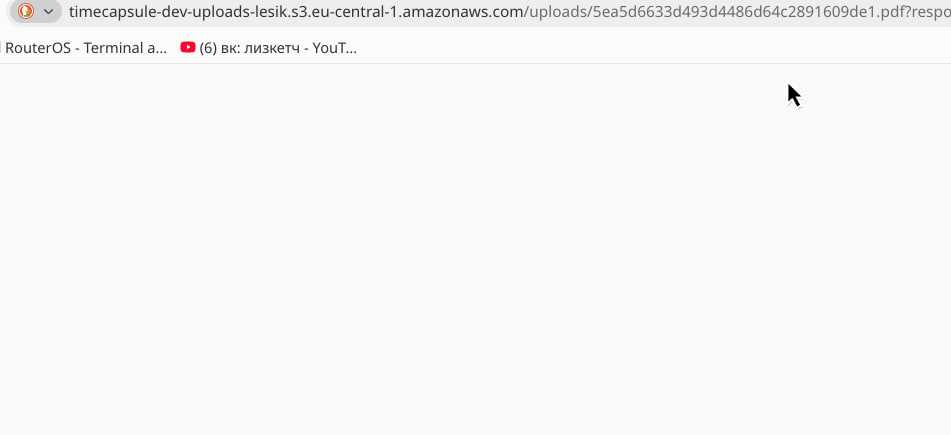 timecapsule-dev-uploads-lesik.s3.eu-central-1.amazonaws.com/uploads/5ea5d6633d493d4486d64c2891609de1.pdf?respo
RouterOS - Terminal a... (6) вк: лизкетч - YouT...